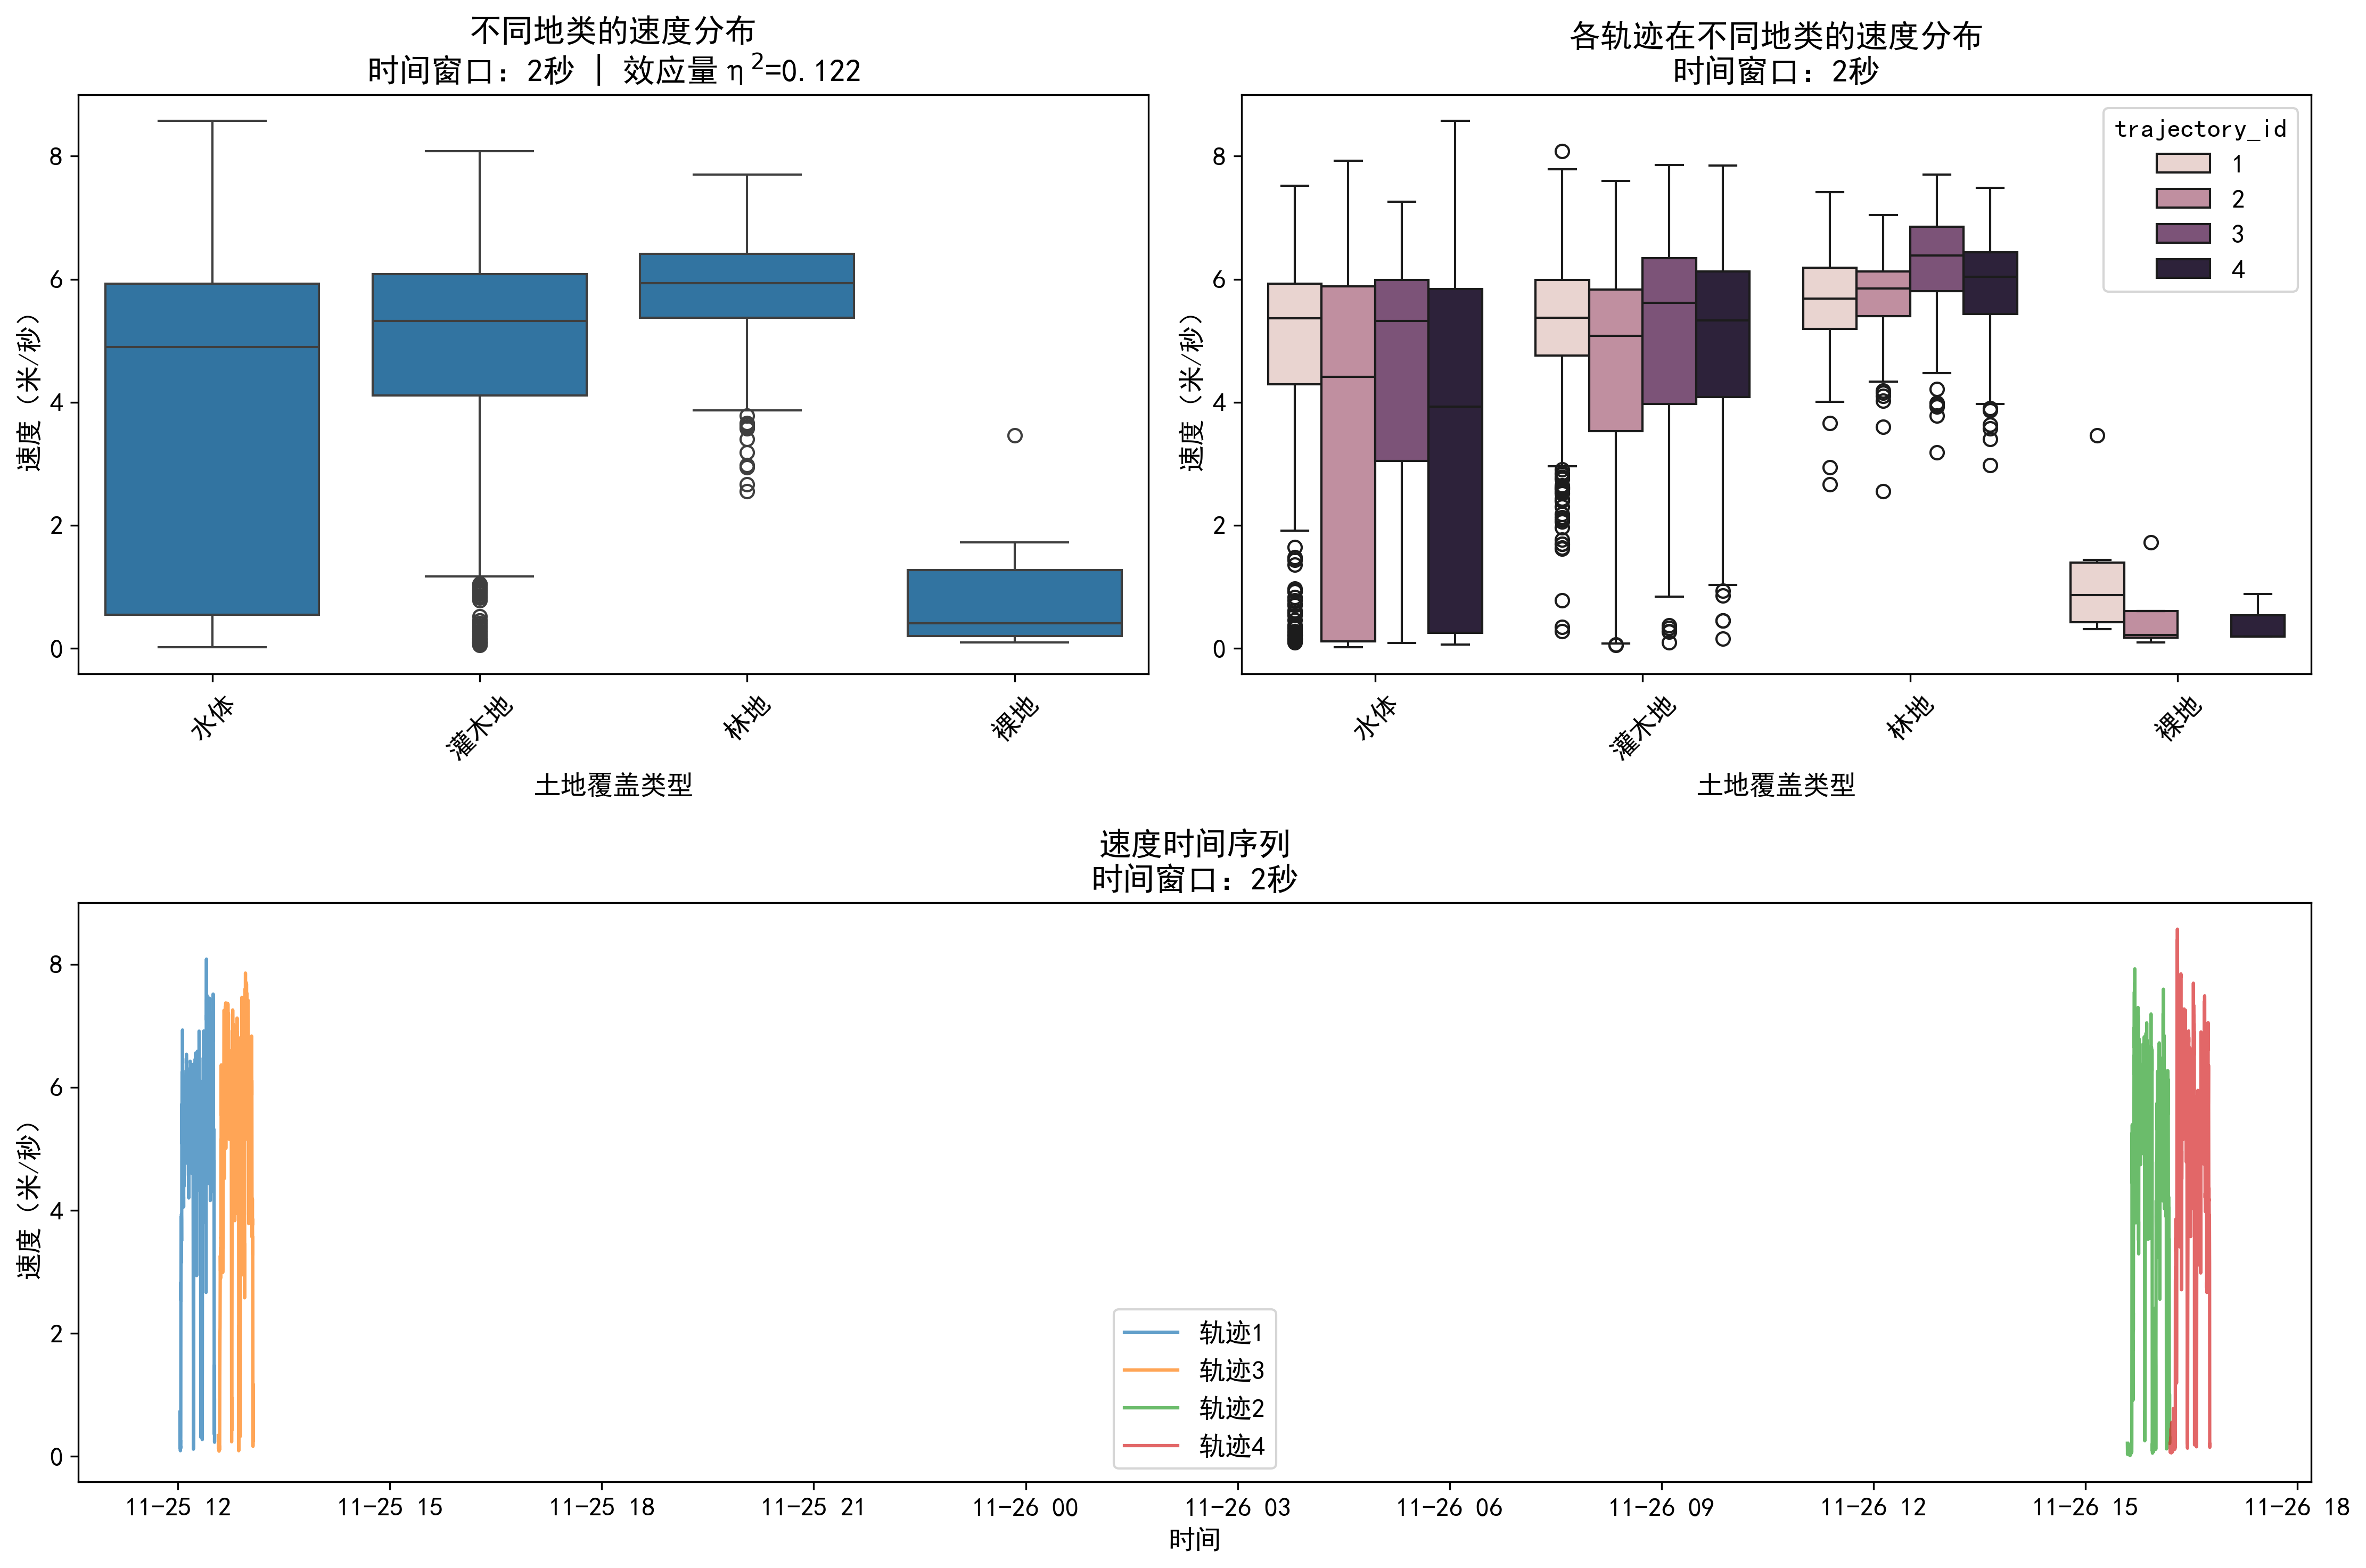 不同地类的速度分布
时间窗口：2秒 | 效应量 η²=0.122
速度（米/秒）
8
6
4
2
0
水体
灌木地
林地
裸地
土地覆盖类型
各轨迹在不同地类的速度分布
时间窗口：2秒
速度（米/秒）
8
6
4
2
0
trajectory_id
1
2
3
4
水体
灌木地
林地
裸地
土地覆盖类型
速度时间序列
时间窗口：2秒
速度（米/秒）
8
6
4
2
0
轨迹1
轨迹3
轨迹2
轨迹4
11-25 12
11-25 15
11-25 18
11-25 21
11-26 00
11-26 03
11-26 06
11-26 09
11-26 12
11-26 15
11-26 18
时间